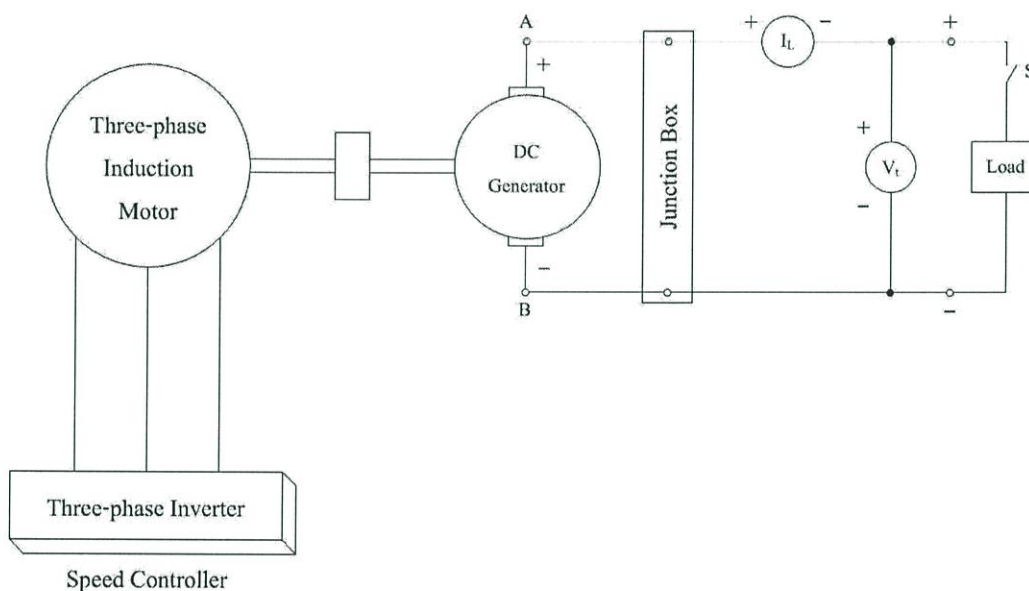 A
+
+
I_L
−
+
S
Three-phase
Induction
Motor
DC
Generator
Junction Box
+
V_t
−
Load
−
B
−
Three-phase Inverter
Speed Controller